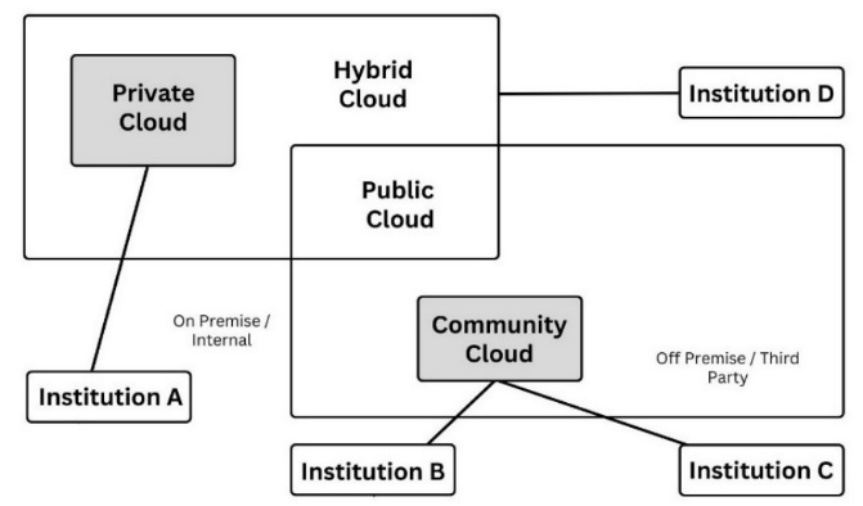 Private
Cloud
Hybrid
Cloud
Institution D
Public
Cloud
On Premise /
Internal
Community
Cloud
Off Premise / Third
Party
Institution A
Institution B
Institution C